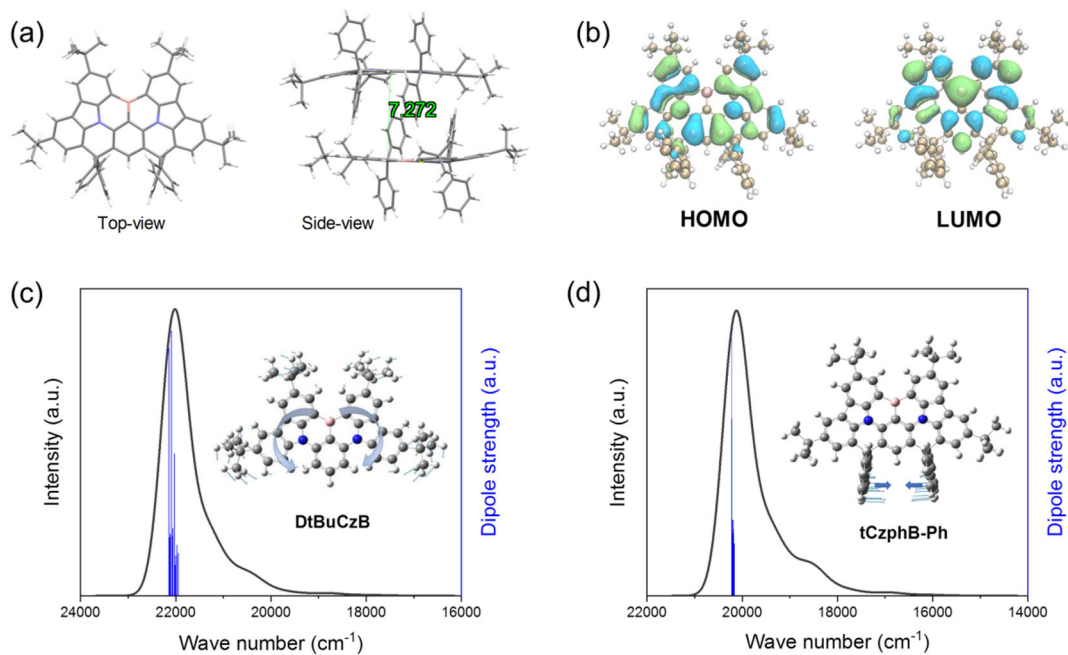 (a)
7.272
Top-view
Side-view
(b)
HOMO
LUMO
(c)
Intensity (a.u.)
DtBuCzB
Dipole strength (a.u.)
24000 22000 20000 18000 16000
Wave number (cm⁻¹)
(d)
Intensity (a.u.)
tCzphB-Ph
Dipole strength (a.u.)
22000 20000 18000 16000 14000
Wave number (cm⁻¹)